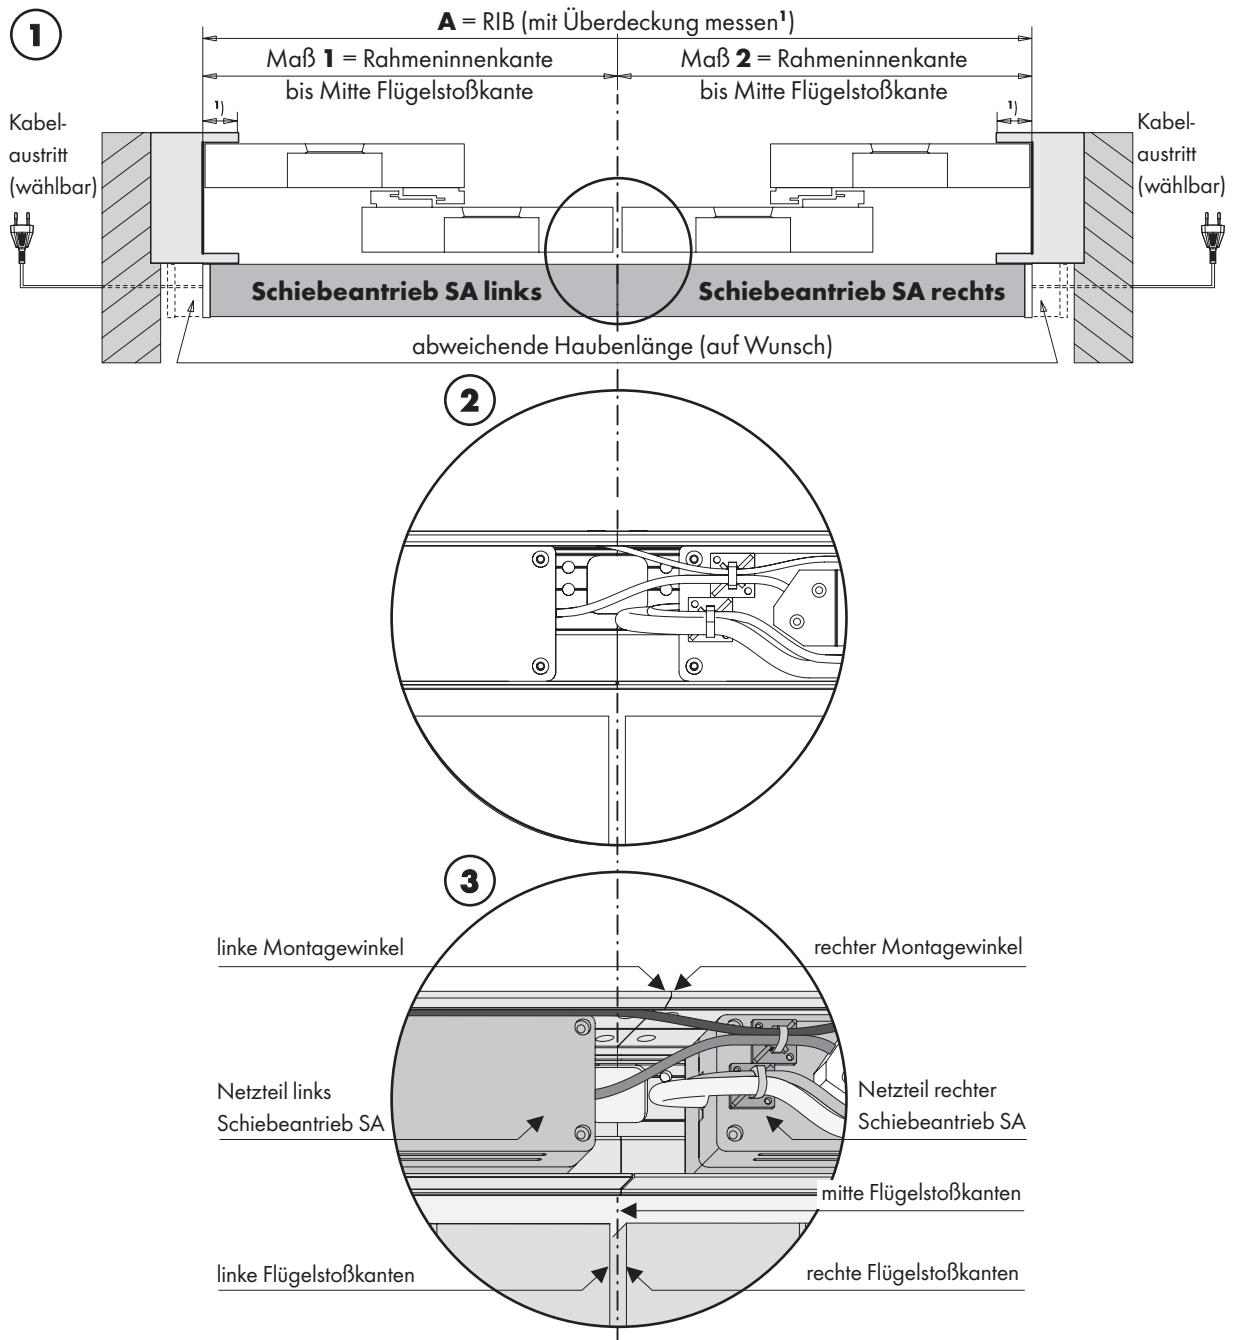 1
A = RIB (mit Überdeckung messen¹)
Maß 1 = Rahmeninnenkante
bis Mitte Flügelstoßkante
Maß 2 = Rahmeninnenkante
bis Mitte Flügelstoßkante
¹)
¹)
Kabel-
austritt
(wählbar)
Kabel-
austritt
(wählbar)
Schiebeantrieb SA links
Schiebeantrieb SA rechts
abweichende Haubenlänge (auf Wunsch)
2
3
linke Montagewinkel
rechter Montagewinkel
Netzteil links
Schiebeantrieb SA
Netzteil rechter
Schiebeantrieb SA
mitte Flügelstoßkanten
linke Flügelstoßkanten
rechte Flügelstoßkanten